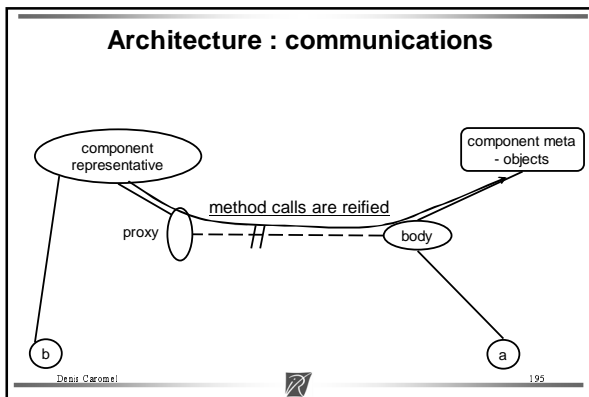 Architecture : communications
component
representative
component meta
- objects
method calls are reified
proxy
body
b
a
Denis Caromel
195